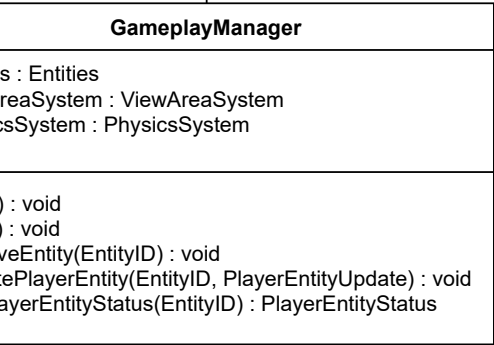 GameplayManager
s : Entities
reaSystem : ViewAreaSystem
csSystem : PhysicsSystem
) : void
) : void
veEntity(EntityID) : void
tePlayerEntity(EntityID, PlayerEntityUpdate) : void
ayerEntityStatus(EntityID) : PlayerEntityStatus